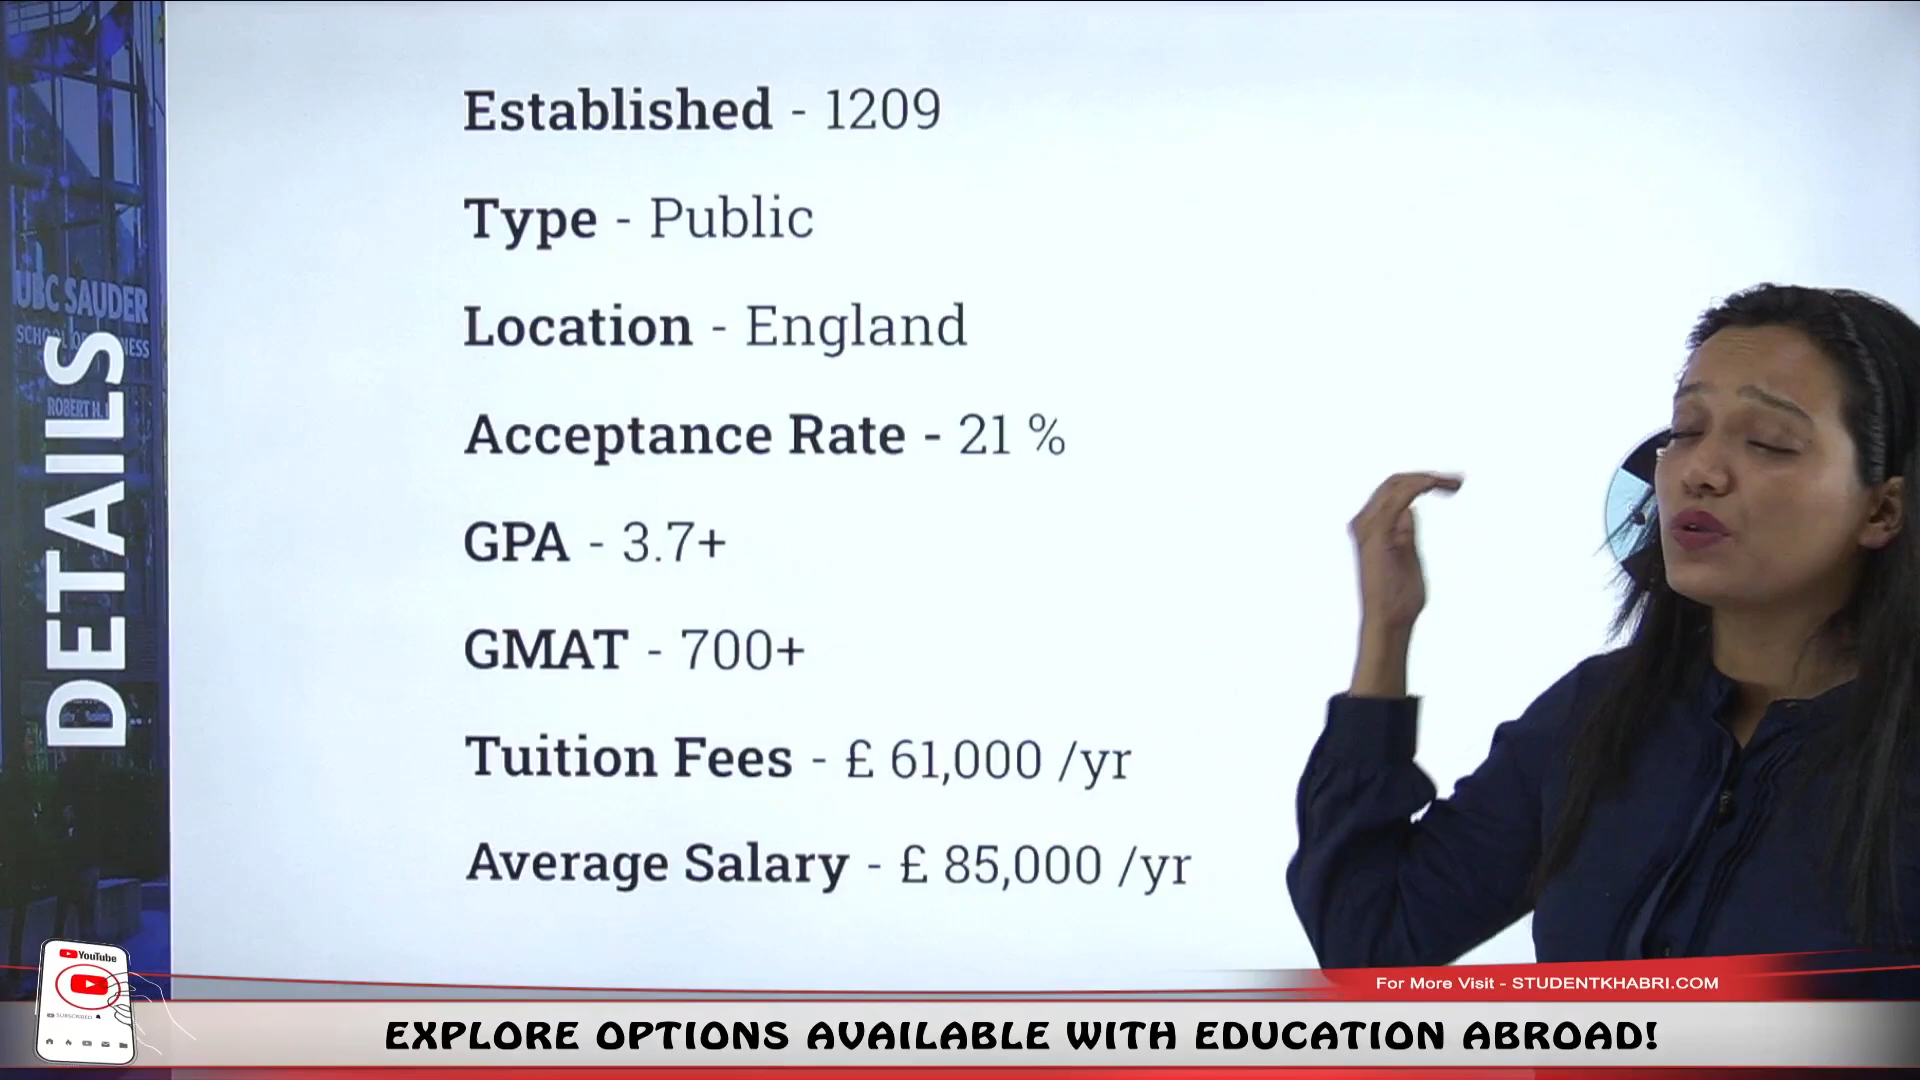 Established - 1209
Type - Public
Location - England
Acceptance Rate - 21 %
GPA - 3.7+
GMAT - 700+
Tuition Fees - £ 61,000 /yr
Average Salary - £ 85,000 /yr
DETAILS
UBC SAUDER
ROBERT H.
YouTube
SUBSCRIBED
For More Visit - STUDENTKHABRI.COM
EXPLORE OPTIONS AVAILABLE WITH EDUCATION ABROAD!